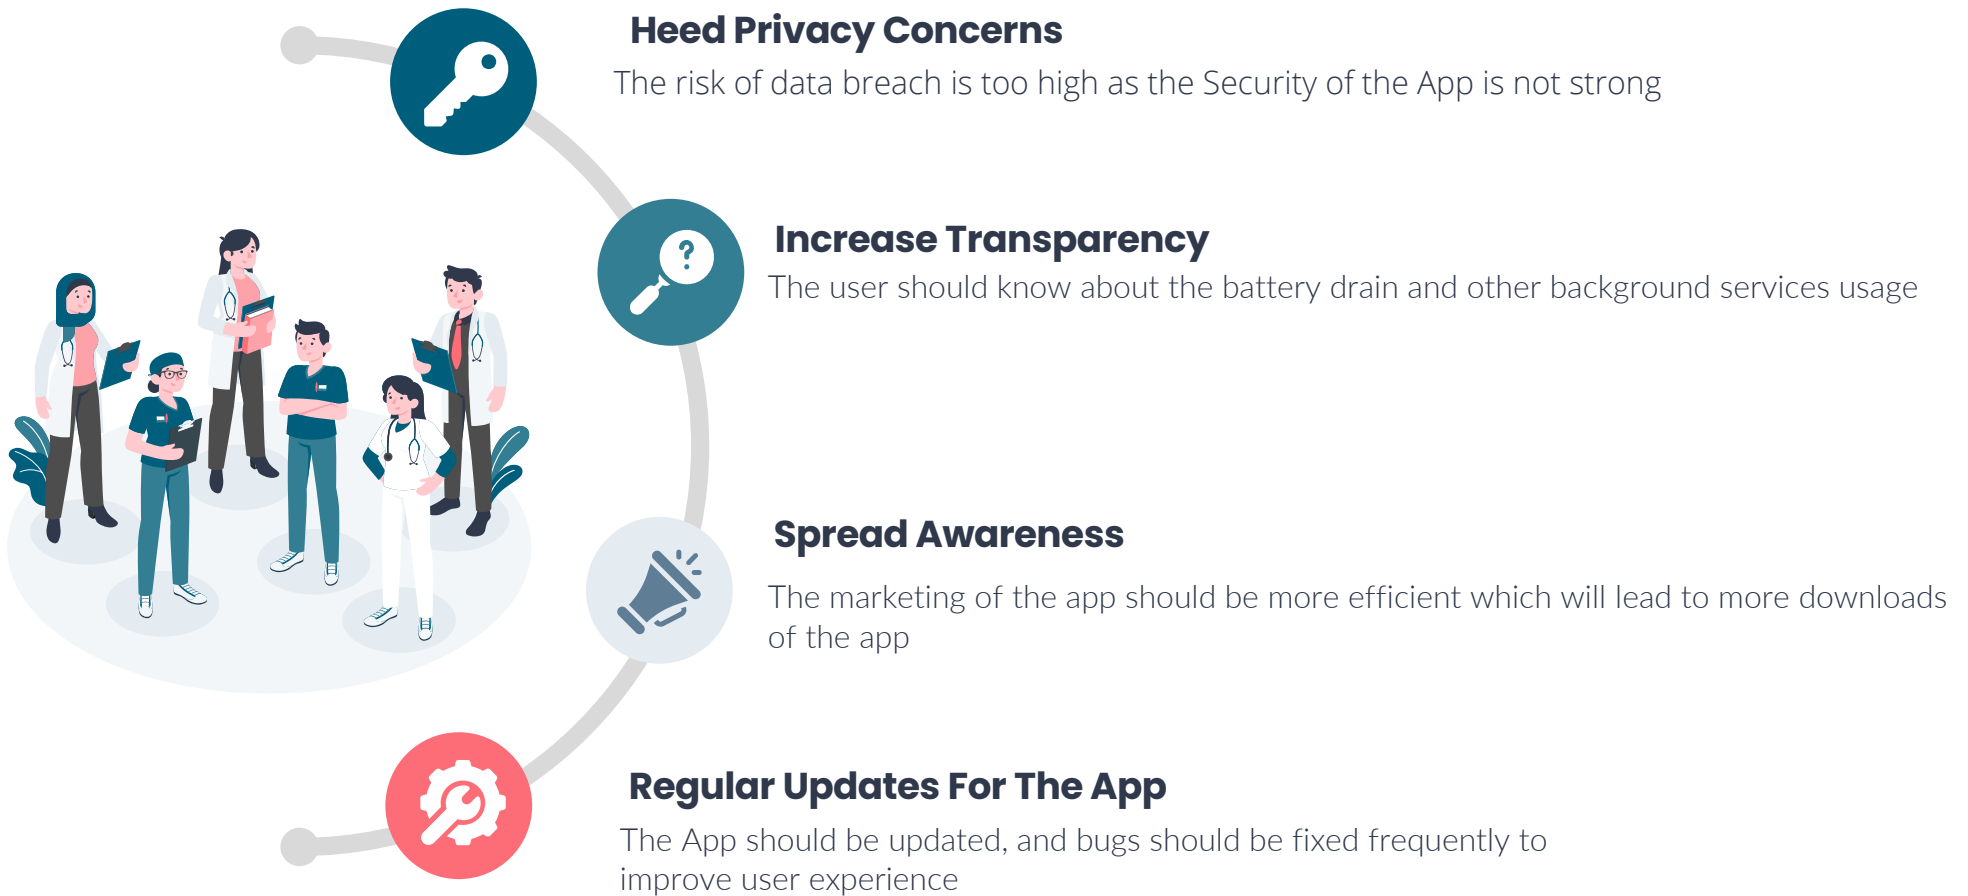 Heed Privacy Concerns
The risk of data breach is too high as the Security of the App is not strong
Increase Transparency
The user should know about the battery drain and other background services usage
Spread Awareness
The marketing of the app should be more efficient which will lead to more downloads
of the app
Regular Updates For The App
The App should be updated, and bugs should be fixed frequently to
improve user experience